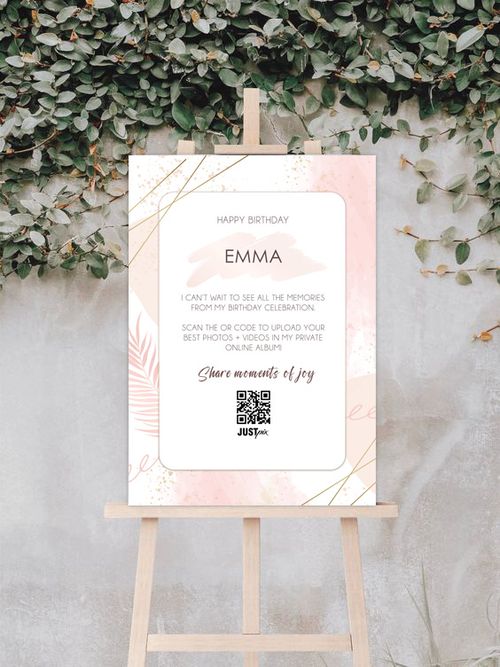 HAPPY BIRTHDAY
EMMA
I CAN'T WAIT TO SEE ALL THE MEMORIES
FROM MY BIRTHDAY CELEBRATION.
SCAN THE QR CODE TO UPLOAD YOUR
BEST PHOTOS + VIDEOS IN MY PRIVATE
ONLINE ALBUM!
Share moments of joy
JUSTpix